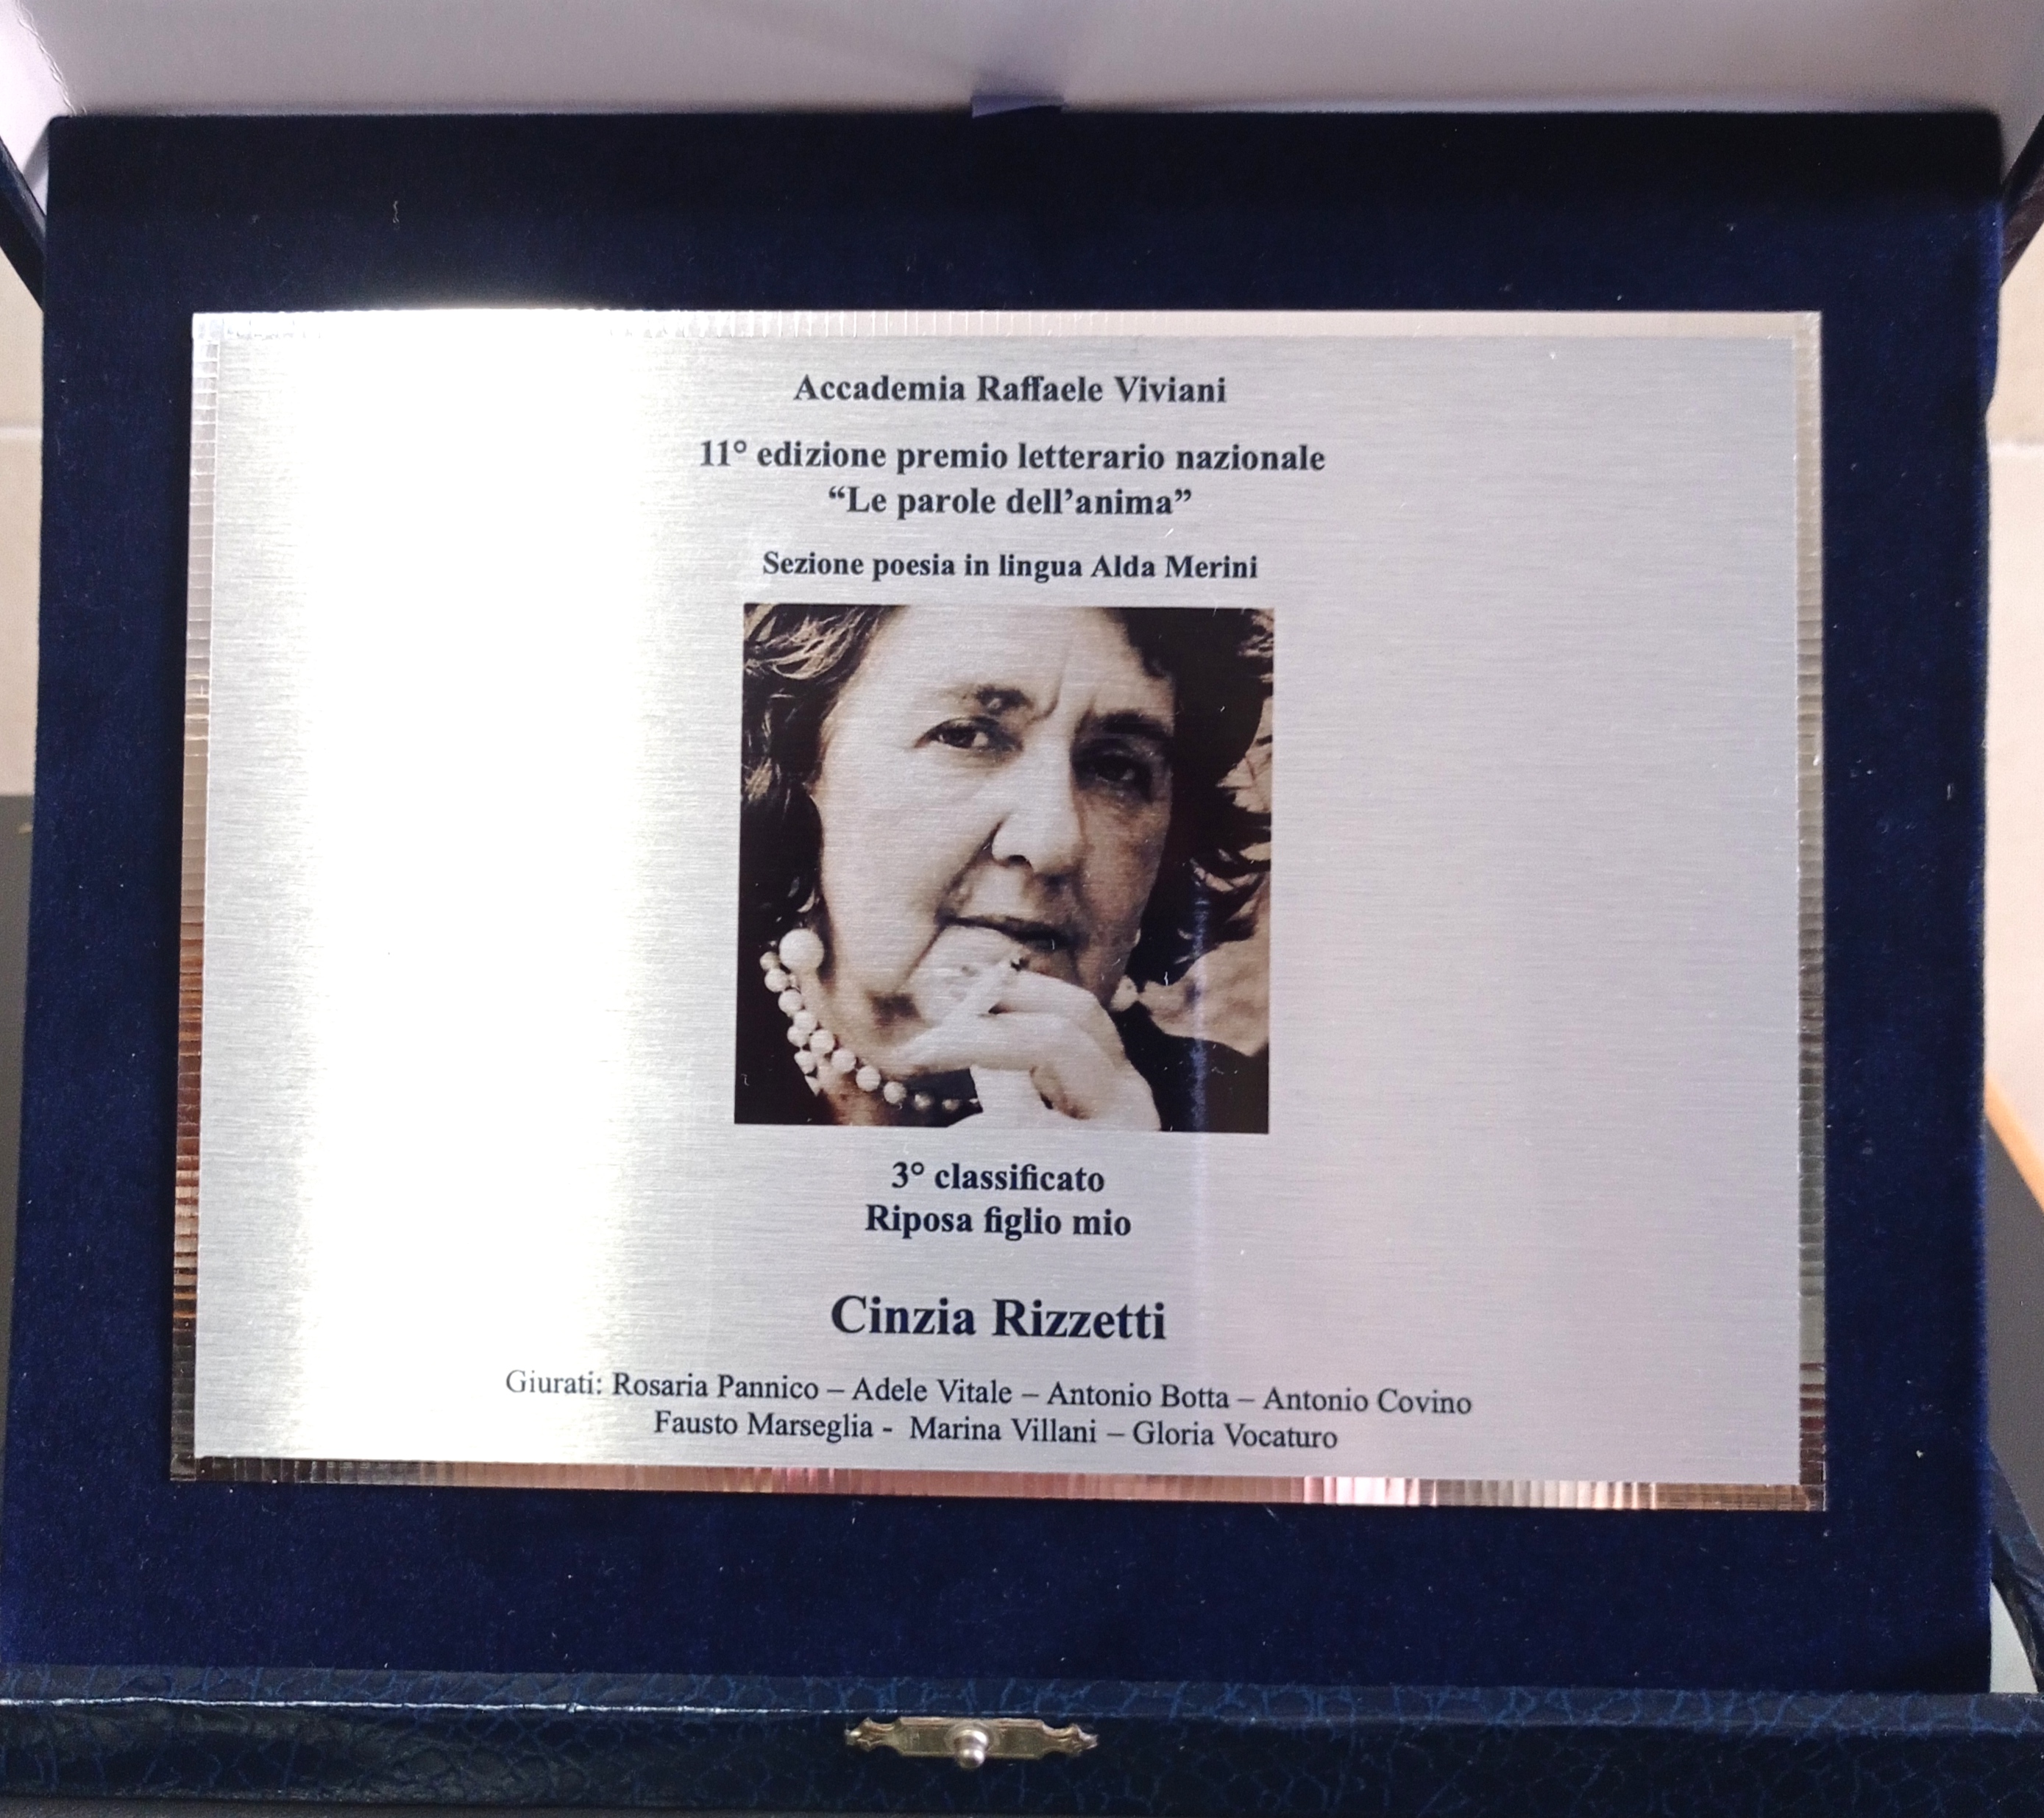 Accademia Raffaele Viviani
11° edizione premio letterario nazionale
“Le parole dell’anima”
Sezione poesia in lingua Alda Merini
3° classificato
Riposa figlio mio
Cinzia Rizzetti
Giurati: Rosaria Pannico – Adele Vitale – Antonio Botta – Antonio Covino
Fausto Marseglia - Marina Villani – Gloria Vocaturo